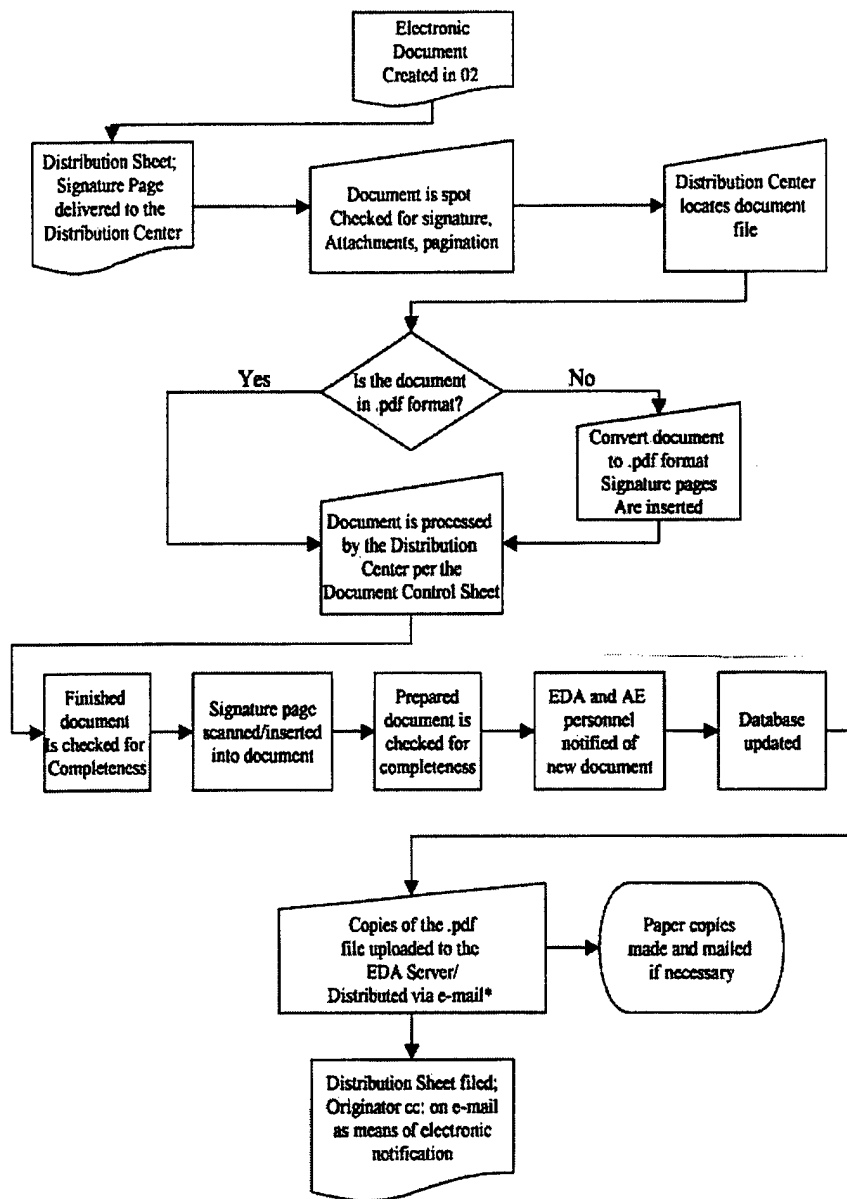 Electronic
Document
Created in 02
Distribution Sheet;
Signature Page
delivered to the
Distribution Center
Document is spot
Checked for signature,
Attachments, pagination
Distribution Center
locates document
file
Yes
Is the document
in .pdf format?
No
Convert document
to .pdf format
Signature pages
Are inserted
Document is processed
by the Distribution
Center per the
Document Control Sheet
Finished
document
Is checked for
Completeness
Signature page
scanned/inserted
into document
Prepared
document is
checked for
completeness
EDA and AE
personnel
notified of
new document
Database
updated
Copies of the .pdf
file uploaded to the
EDA Server/
Distributed via e-mail*
Paper copies
made and mailed
if necessary
Distribution Sheet filed;
Originator cc: on e-mail
as means of electronic
notification